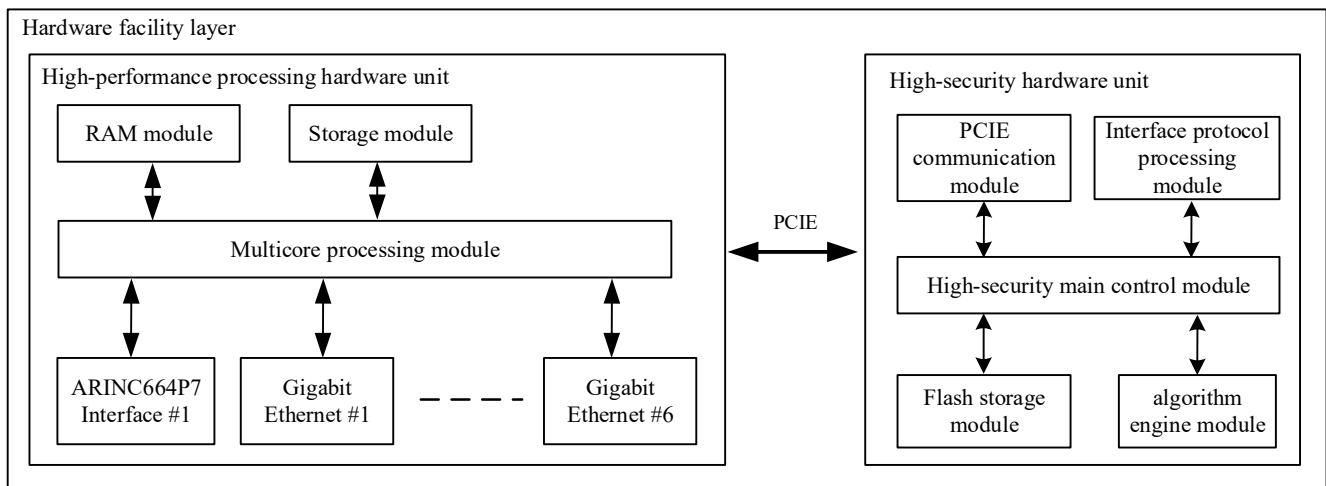 Hardware facility layer
High-performance processing hardware unit
RAM module
Storage module
Multicore processing module
ARINC664P7
Interface #1
Gigabit
Ethernet #1
Gigabit
Ethernet #6
PCIE
High-security hardware unit
PCIE
communication
module
Interface protocol
processing
module
High-security main control module
Flash storage
module
algorithm
engine module